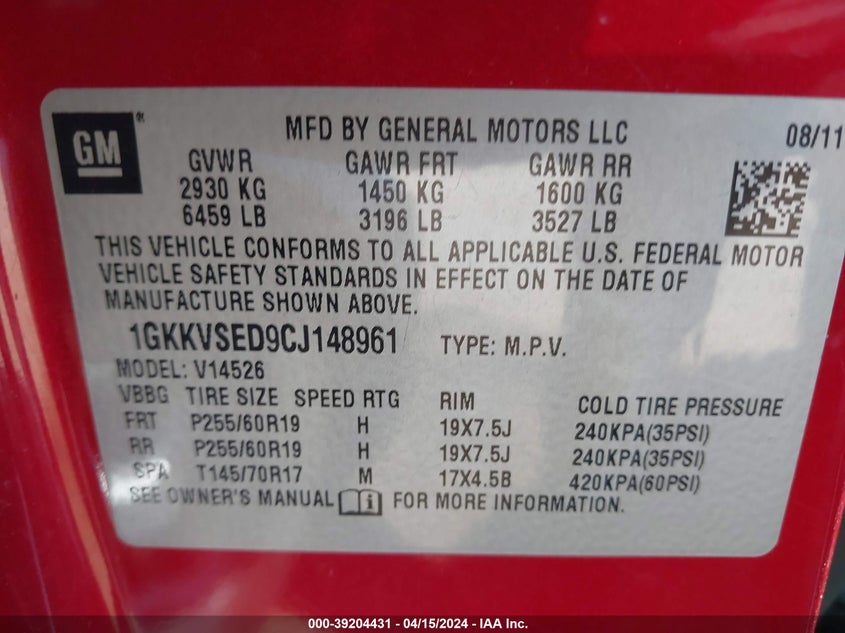 GM®
MFD BY GENERAL MOTORS LLC 08/11
GVWR GAWR FRT GAWR RR
2930 KG 1450 KG 1600 KG
6459 LB 3196 LB 3527 LB
THIS VEHICLE CONFORMS TO ALL APPLICABLE U.S. FEDERAL MOTOR
VEHICLE SAFETY STANDARDS IN EFFECT ON THE DATE OF
MANUFACTURE SHOWN ABOVE.
1GKKVSED9CJ148961 TYPE: M.P.V.
MODEL: V14526
VBBG TIRE SIZE SPEED RTG RIM COLD TIRE PRESSURE
FRT P255/60R19 H 19X7.5J 240KPA(35PSI)
RR P255/60R19 H 19X7.5J 240KPA(35PSI)
SPA T145/70R17 M 17X4.5B 420KPA(60PSI)
SEE OWNER'S MANUAL i FOR MORE INFORMATION.
000-39204431 - 04/15/2024 - IAA Inc.